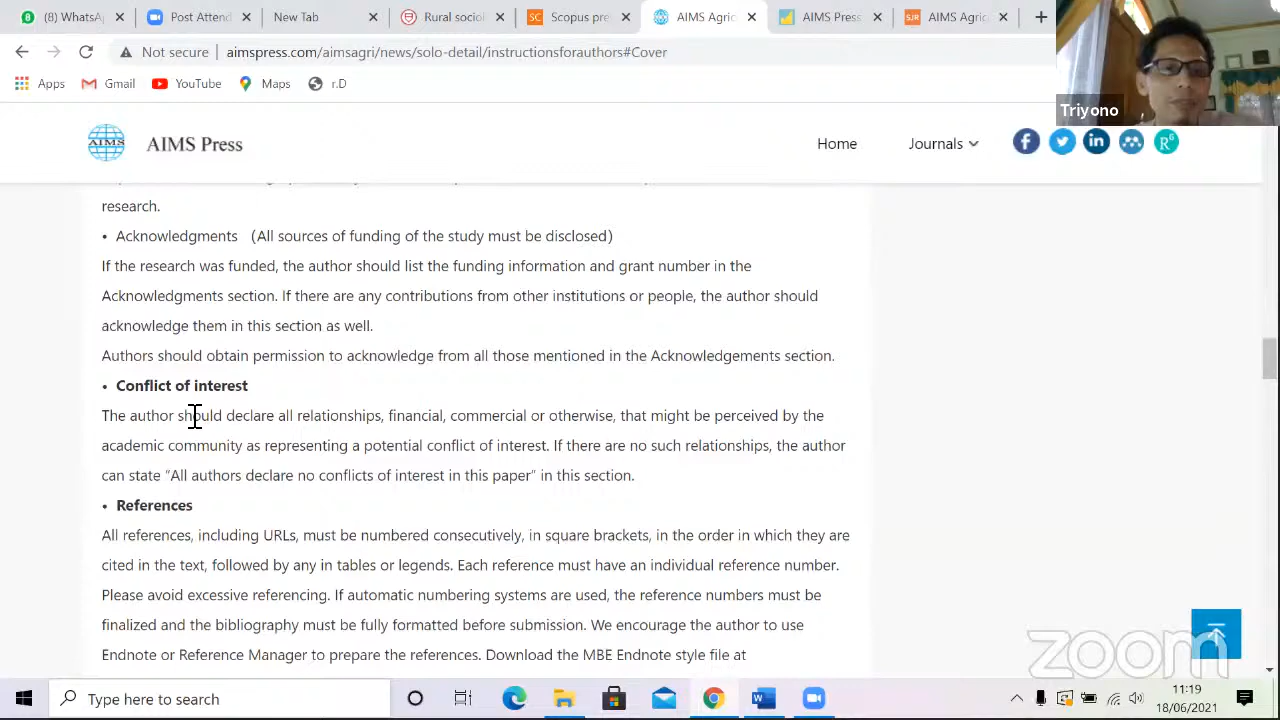 (8) WhatsA
Post Attend
New Tab
Rural sociol
SC Scopus pre
AIMS Agric
AIMS Press
SJR AIMS Agric
Not secure
aimspress.com/aimsagri/news/solo-detail/instructionsforauthors#Cover
Apps
Gmail
YouTube
Maps
r.D
Triyono
AIMS
AIMS Press
Home
Journals
research.
• Acknowledgments （All sources of funding of the study must be disclosed）
If the research was funded, the author should list the funding information and grant number in the
Acknowledgments section. If there are any contributions from other institutions or people, the author should
acknowledge them in this section as well.
Authors should obtain permission to acknowledge from all those mentioned in the Acknowledgements section.
• Conflict of interest
The author should declare all relationships, financial, commercial or otherwise, that might be perceived by the
academic community as representing a potential conflict of interest. If there are no such relationships, the author
can state “All authors declare no conflicts of interest in this paper” in this section.
• References
All references, including URLs, must be numbered consecutively, in square brackets, in the order in which they are
cited in the text, followed by any in tables or legends. Each reference must have an individual reference number.
Please avoid excessive referencing. If automatic numbering systems are used, the reference numbers must be
finalized and the bibliography must be fully formatted before submission. We encourage the author to use
Endnote or Reference Manager to prepare the references. Download the MBE Endnote style file at
zoom
Type here to search
11:19
18/06/2021